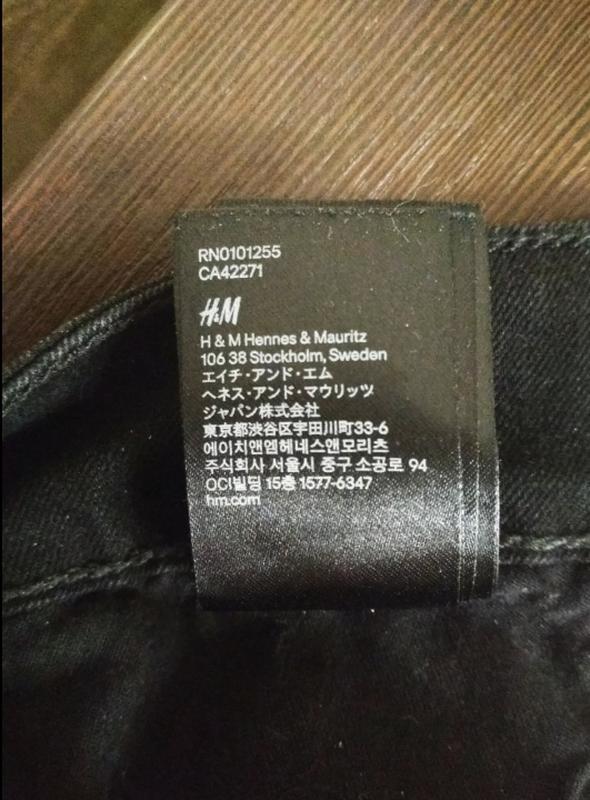 RN0101255
CA42271
H&M
H & M Hennes & Mauritz
106 38 Stockholm, Sweden
エイチ・アンド・エム
ヘネス・アンド・マウリッツ
ジャパン株式会社
東京都渋谷区宇田川町33-6
에이치앤엠헤네스앤모리츠
주식회사 서울시 중구 소공로 94
OCI빌딩 15층 1577-6347
hm.com